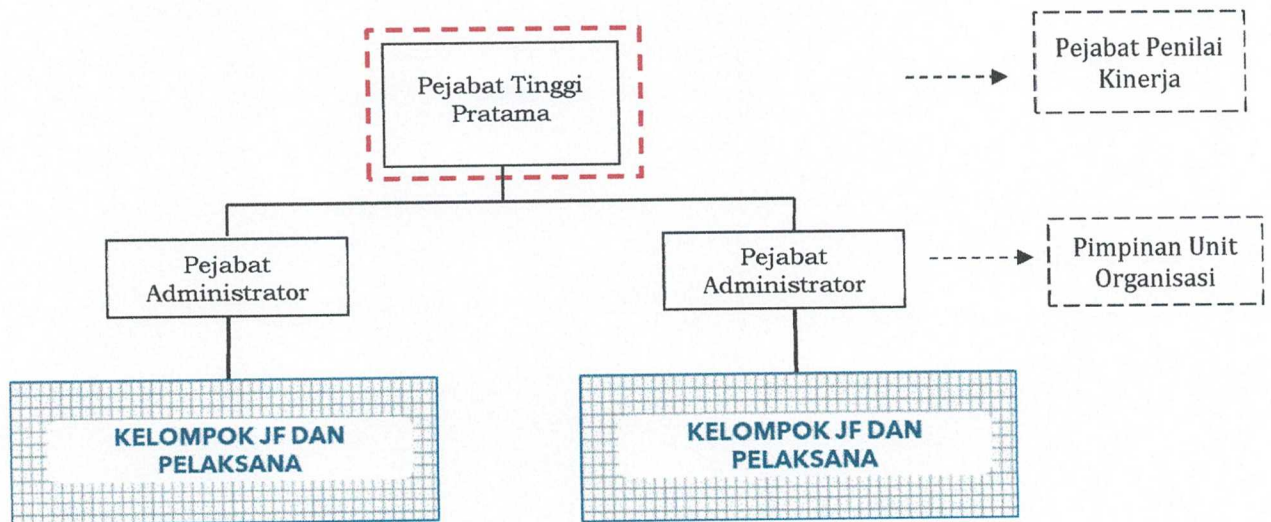 Pejabat Tinggi
Pratama
Pejabat Penilai
Kinerja
Pejabat
Administrator
Pejabat
Administrator
Pimpinan Unit
Organisasi
KELOMPOK JF DAN
PELAKSANA
KELOMPOK JF DAN
PELAKSANA